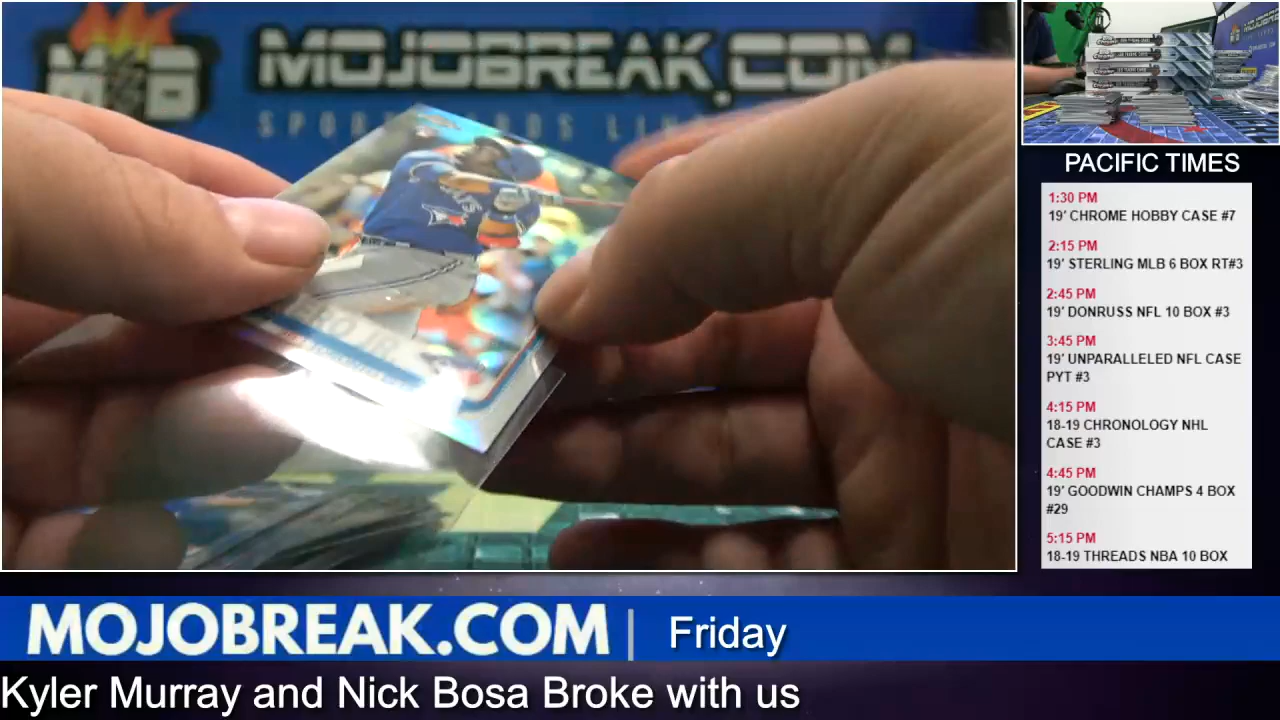 MOJOBREAK.COM
PACIFIC TIMES
1:30 PM
19' CHROME HOBBY CASE #7
2:15 PM
19' STERLING MLB 6 BOX RT#3
2:45 PM
19' DONRUSS NFL 10 BOX #3
3:45 PM
19' UNPARALLELED NFL CASE
PYT #3
4:15 PM
18-19 CHRONOLOGY NHL
CASE #3
4:45 PM
19' GOODWIN CHAMPS 4 BOX
#29
5:15 PM
18-19 THREADS NBA 10 BOX
MOJOBREAK.COM | Friday
Kyler Murray and Nick Bosa Broke with us